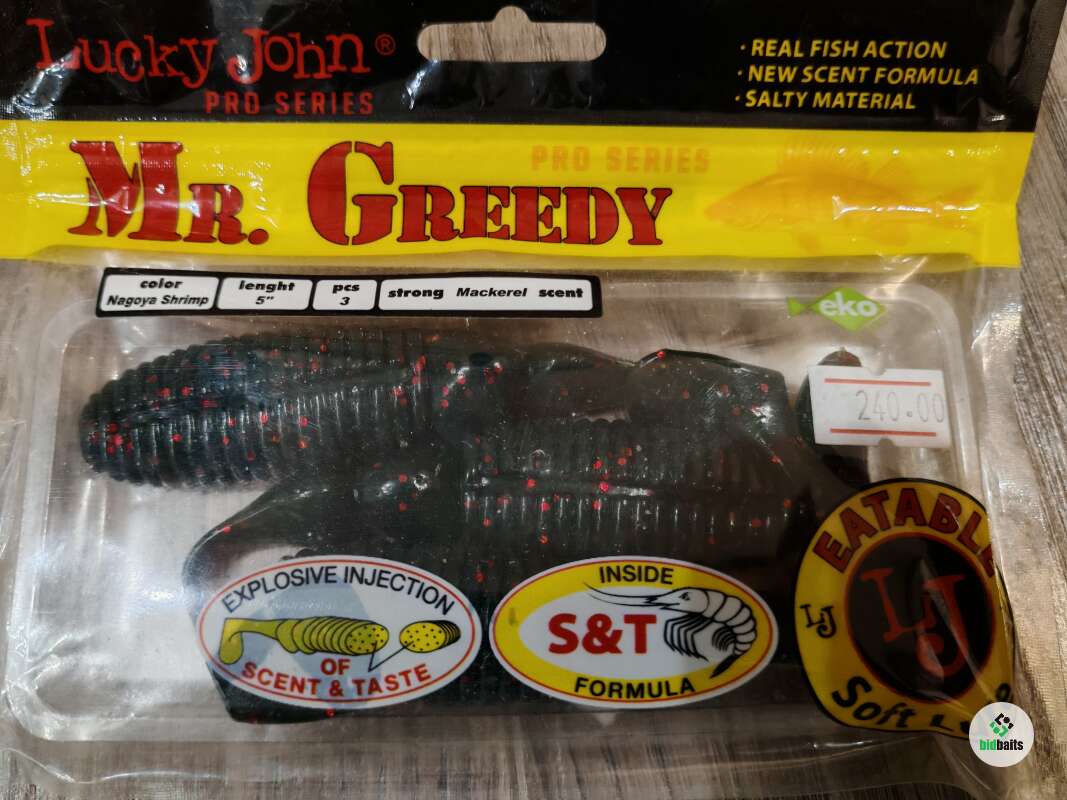 Lucky John®
PRO SERIES
· REAL FISH ACTION
· NEW SCENT FORMULA
· SALTY MATERIAL
PRO SERIES
MR. GREEDY
color
Nagoya Shrimp
lenght
5"
pcs
3
strong Mackerel scent
eko
240.00
EXPLOSIVE INJECTION
OF
SCENT & TASTE
INSIDE
S&T
FORMULA
EATABLE
LJ
LJ
Soft
bidbaits